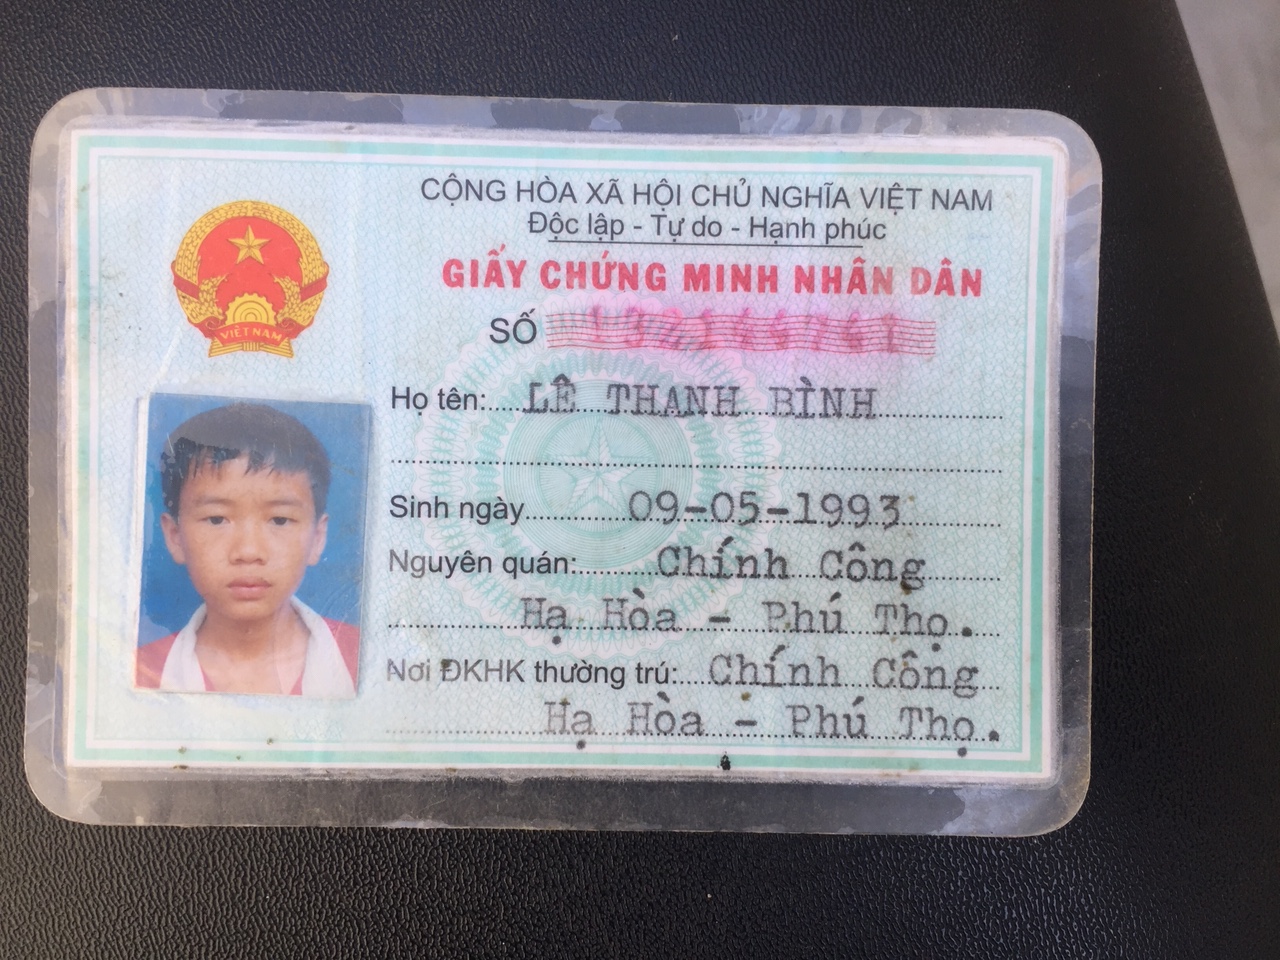 CỘNG HÒA XÃ HỘI CHỦ NGHĨA VIỆT NAM
Độc lập - Tự do - Hạnh phúc
GIẤY CHỨNG MINH NHÂN DÂN
SỐ
VIỆT NAM
Họ tên: LÊ THANH BÌNH
Sinh ngày 09-05-1993
Nguyên quán: Chính Công
Hạ Hòa - Phú Thọ.
Nơi ĐKHK thường trú: Chính Công
Hạ Hòa - Phú Thọ.